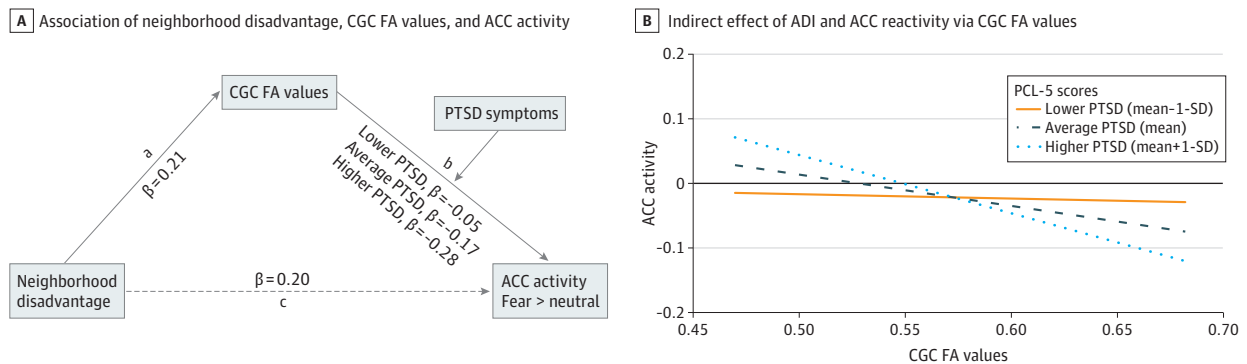 A Association of neighborhood disadvantage, CGC FA values, and ACC activity
CGC FA values
PTSD symptoms
a
β=0.21
b
Lower PTSD, β=-0.05
Average PTSD, β=-0.17
Higher PTSD, β=-0.28
Neighborhood
disadvantage
β=0.20
c
ACC activity
Fear > neutral
B Indirect effect of ADI and ACC reactivity via CGC FA values
0.2
0.1
0
-0.1
-0.2
ACC activity
PCL-5 scores
Lower PTSD (mean-1-SD)
Average PTSD (mean)
Higher PTSD (mean+1-SD)
0.45 0.50 0.55 0.60 0.65 0.70
CGC FA values